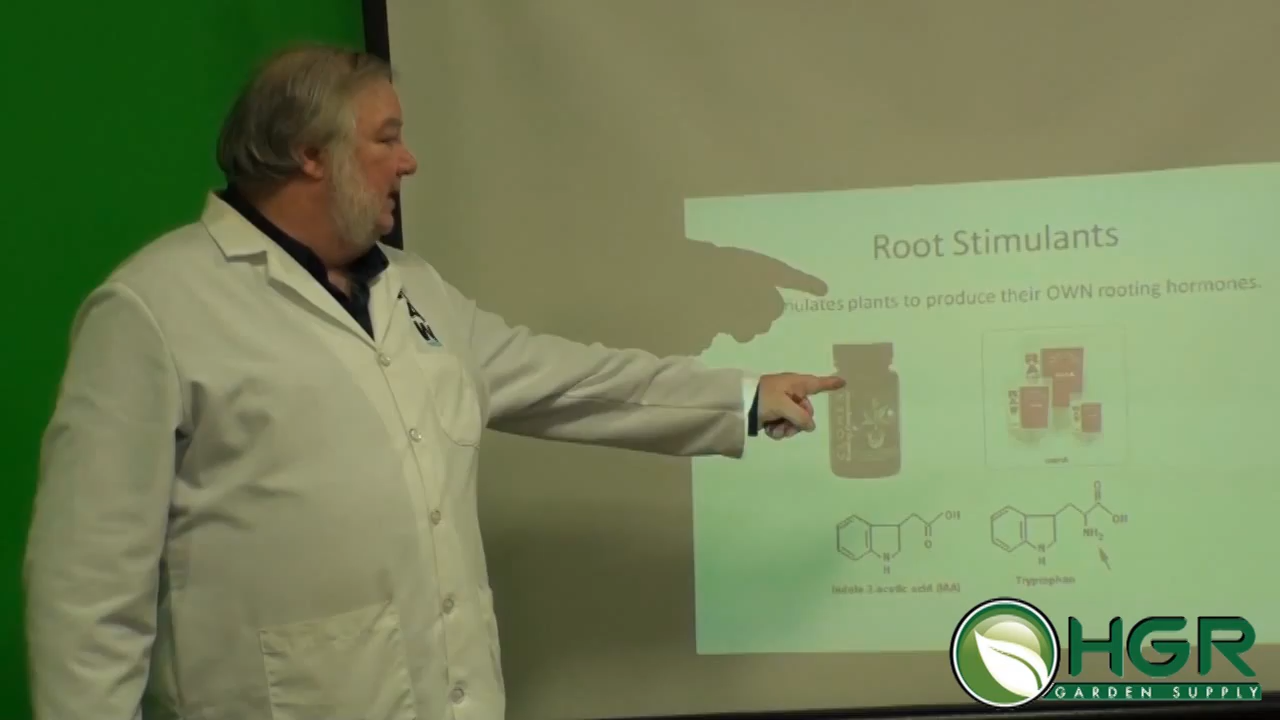 Root Stimulants
mulates plants to produce their OWN rooting hormones.
OH
O
N
H
Indole 3 acetic acid (IAA)
O
OH
NH2
N
H
Tryptophan
HGR
GARDEN SUPPLY